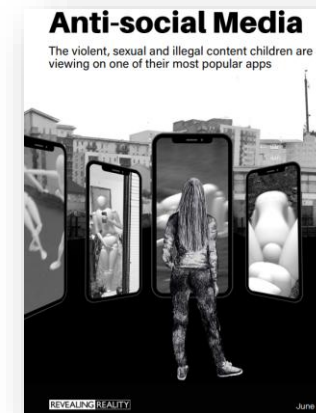 Anti-social Media
The violent, sexual and illegal content children are
viewing on one of their most popular apps
REVEALING REALITY
June